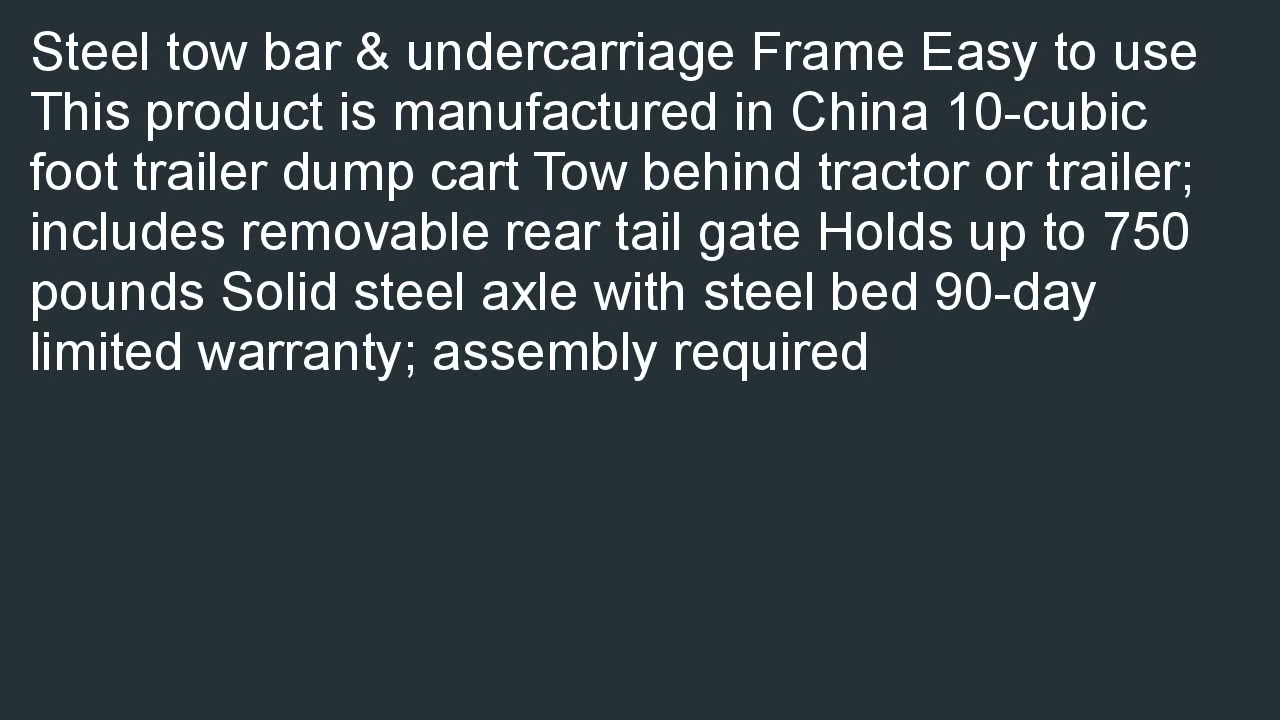 Steel tow bar & undercarriage Frame Easy to use
This product is manufactured in China 10-cubic
foot trailer dump cart Tow behind tractor or trailer;
includes removable rear tail gate Holds up to 750
pounds Solid steel axle with steel bed 90-day
limited warranty; assembly required